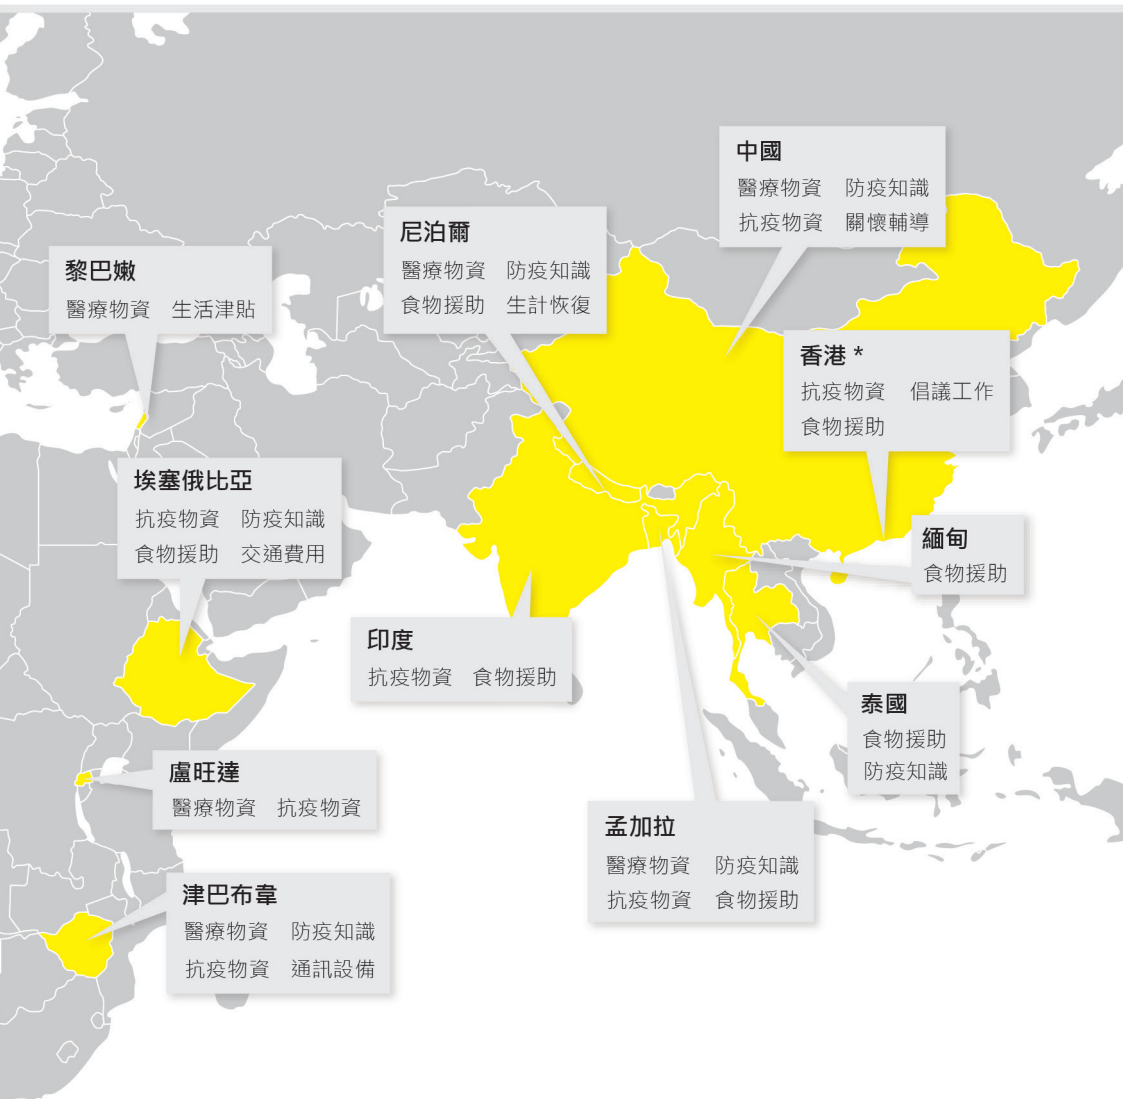 中國
醫療物資 防疫知識
抗疫物資 關懷輔導
尼泊爾
醫療物資 防疫知識
食物援助 生計恢復
黎巴嫩
醫療物資 生活津貼
香港 *
抗疫物資 倡議工作
食物援助
埃塞俄比亞
抗疫物資 防疫知識
食物援助 交通費用
緬甸
食物援助
印度
抗疫物資 食物援助
泰國
食物援助
防疫知識
盧旺達
醫療物資 抗疫物資
孟加拉
醫療物資 防疫知識
抗疫物資 食物援助
津巴布韋
醫療物資 防疫知識
抗疫物資 通訊設備